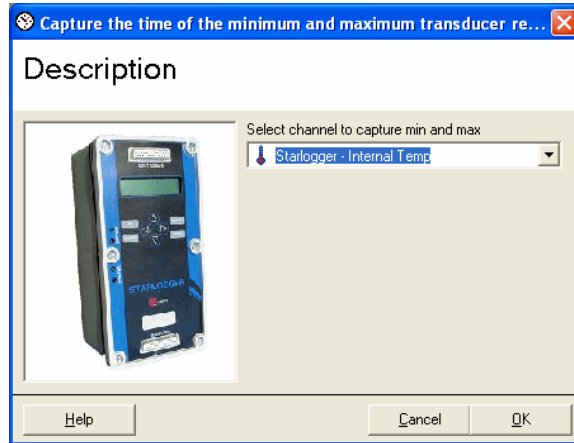 Capture the time of the minimum and maximum transducer re...
Description
Select channel to capture min and max
Starlogger - Internal Temp
STARLOGGER
Help
Cancel
OK